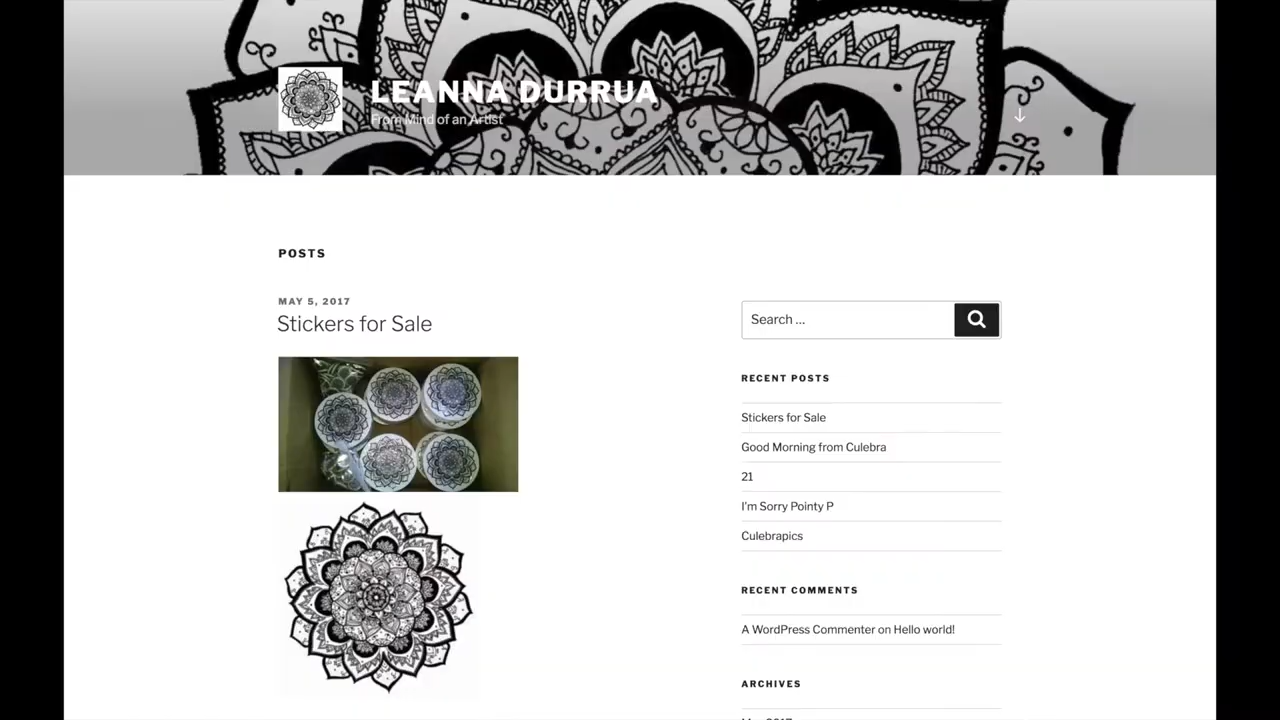 LEANNA DURRUA
From Mind of an Artist
POSTS
MAY 5, 2017
Stickers for Sale
Search ...
RECENT POSTS
Stickers for Sale
Good Morning from Culebra
21
I'm Sorry Pointy P
Culebrapics
RECENT COMMENTS
A WordPress Commenter on Hello world!
ARCHIVES